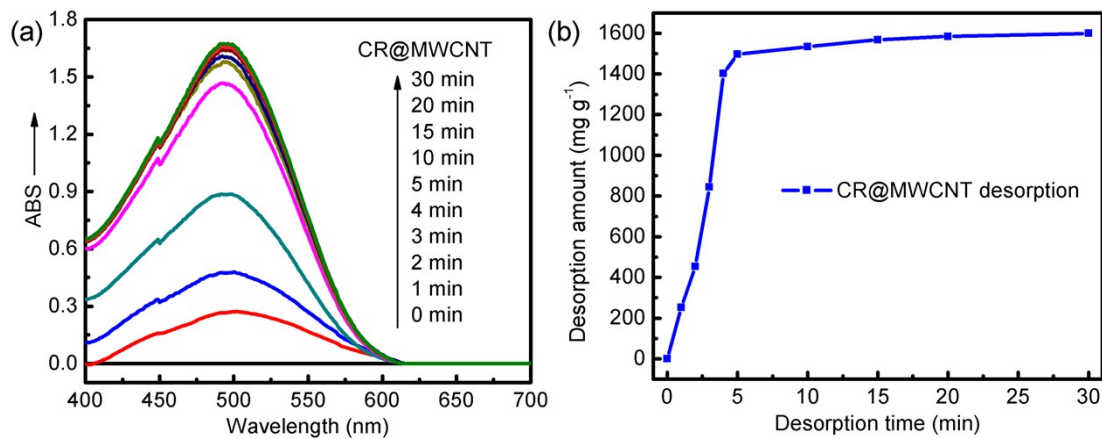 (a)
1.8
1.5
1.2
0.9
0.6
0.3
0.0
ABS
CR@MWCNT
30 min
20 min
15 min
10 min
5 min
4 min
3 min
2 min
1 min
0 min
400 450 500 550 600 650 700
Wavelength (nm)
(b)
1600
1400
1200
1000
800
600
400
200
0
Desorption amount (mg g⁻¹)
CR@MWCNT desorption
0 5 10 15 20 25 30
Desorption time (min)